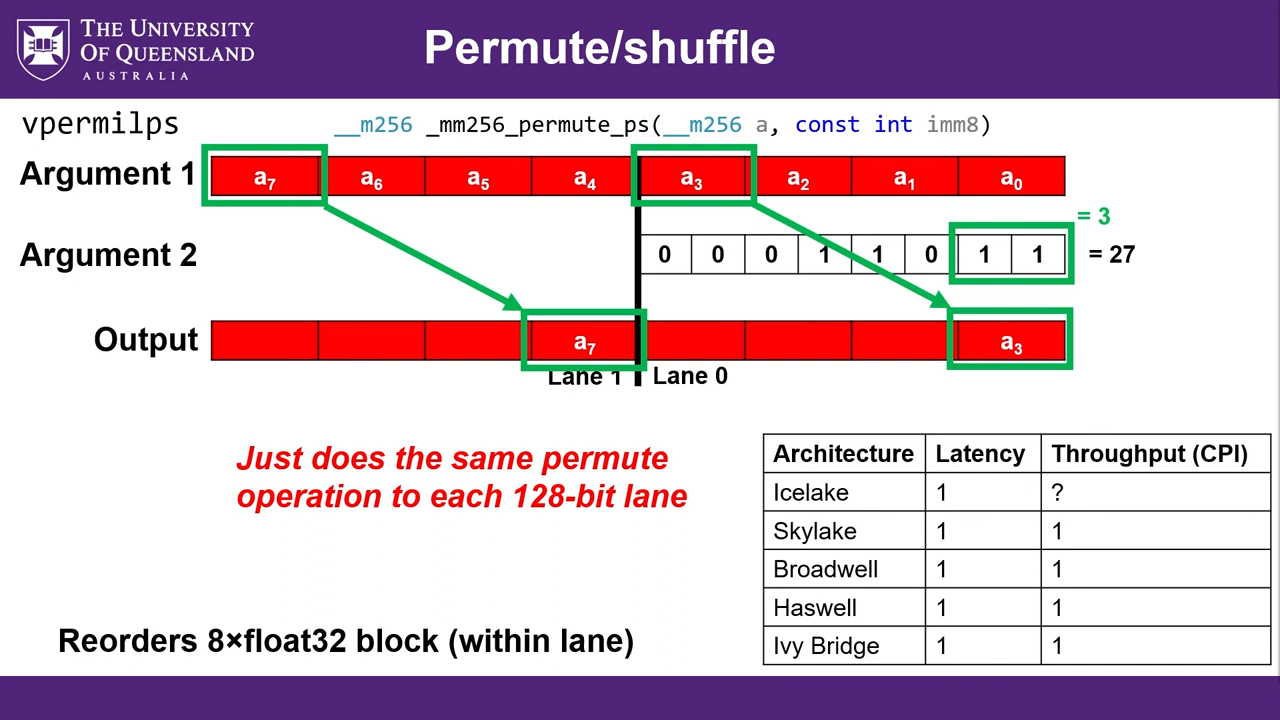 THE UNIVERSITY
OF QUEENSLAND
AUSTRALIA
Permute/shuffle
vpermilps
__m256 _mm256_permute_ps(__m256 a, const int imm8)
Argument 1 a7 a6 a5 a4 a3 a2 a1 a0
= 3
Argument 2 0 0 0 1 1 0 1 1 = 27
Output a7 a3
Lane 1 Lane 0
Just does the same permute
operation to each 128-bit lane
Architecture Latency Throughput (CPI)
Icelake 1 ?
Skylake 1 1
Broadwell 1 1
Haswell 1 1
Ivy Bridge 1 1
Reorders 8×float32 block (within lane)